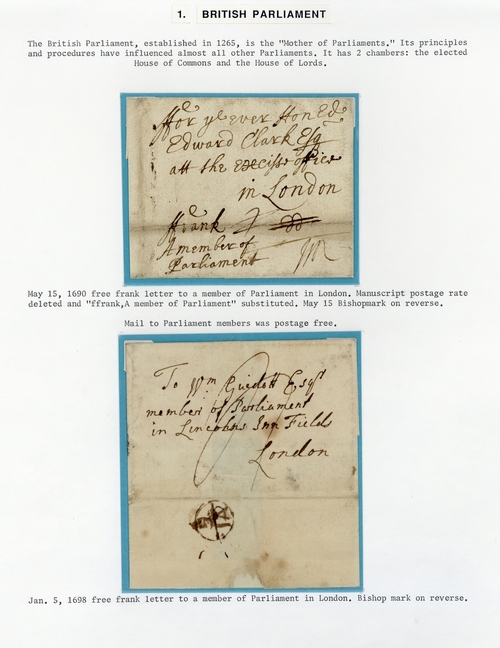 1. BRITISH PARLIAMENT
The British Parliament, established in 1265, is the "Mother of Parliaments." Its principles
and procedures have influenced almost all other Parliaments. It has 2 chambers: the elected
House of Commons and the House of Lords.
ffor ye ever Honed
Edward Clark Esq
att the Excisse office
in London
ffrank
A member of
Parliament
May 15, 1690 free frank letter to a member of Parliament in London. Manuscript postage rate
deleted and "ffrank,A member of Parliament" substituted. May 15 Bishopmark on reverse.
Mail to Parliament members was postage free.
To Wm Guidott Esqr
member of Parliament
in Lincolns Inn Field
London
IA
Jan. 5, 1698 free frank letter to a member of Parliament in London. Bishop mark on reverse.